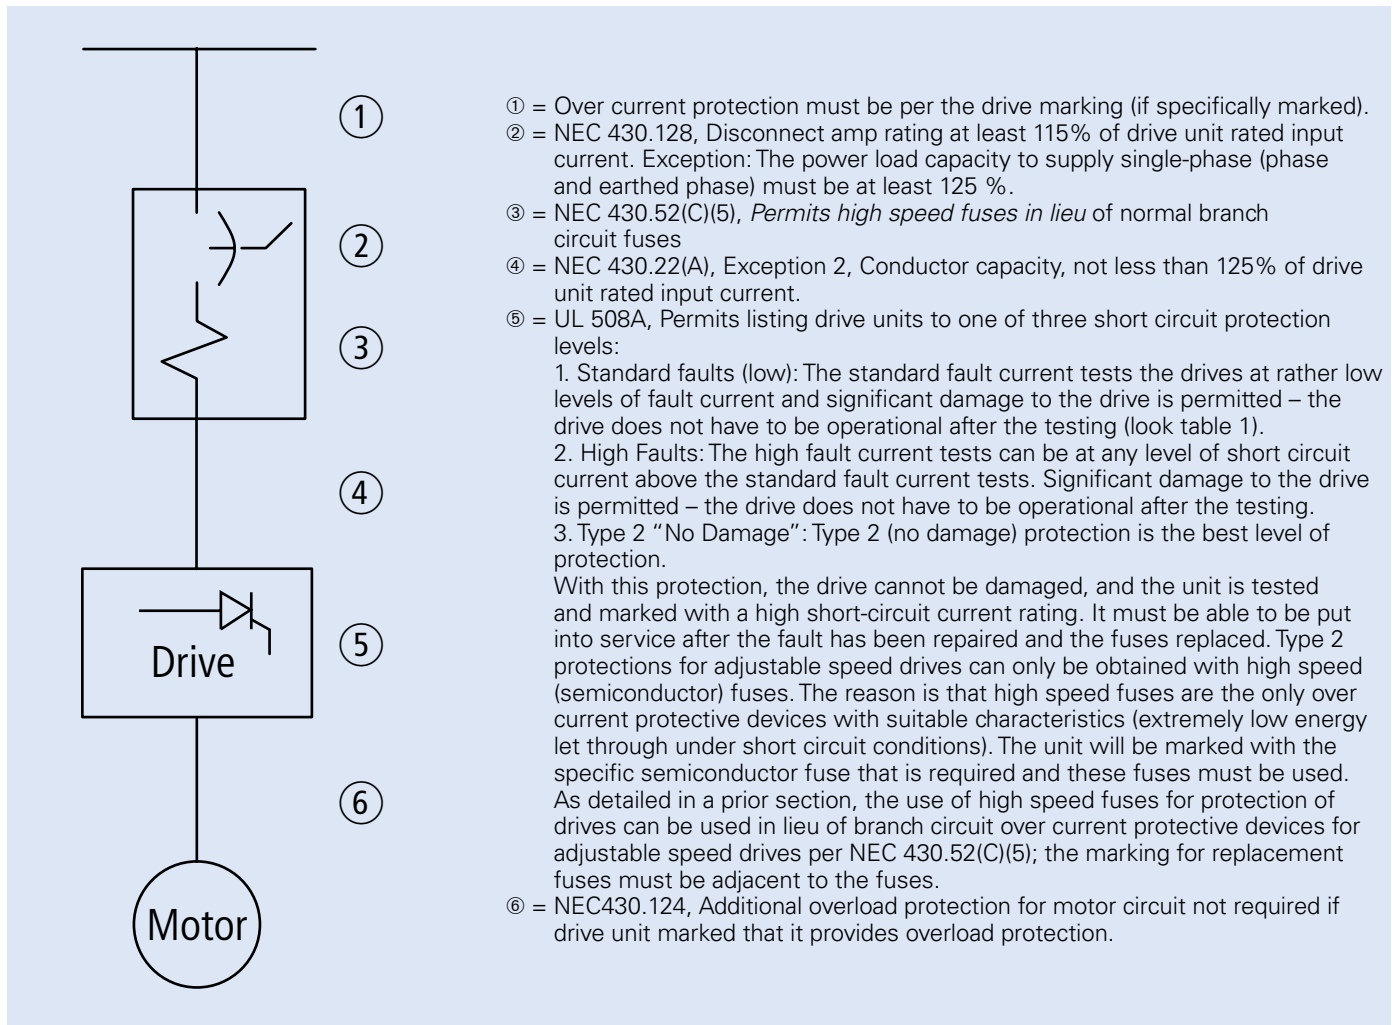 ① = Over current protection must be per the drive marking (if specifically marked).
② = NEC 430.128, Disconnect amp rating at least 115% of drive unit rated input
current. Exception: The power load capacity to supply single-phase (phase
and earthed phase) must be at least 125 %.
③ = NEC 430.52(C)(5), Permits high speed fuses in lieu of normal branch
circuit fuses
④ = NEC 430.22(A), Exception 2, Conductor capacity, not less than 125% of drive
unit rated input current.
⑤ = UL 508A, Permits listing drive units to one of three short circuit protection
levels:
1. Standard faults (low): The standard fault current tests the drives at rather low
levels of fault current and significant damage to the drive is permitted – the
drive does not have to be operational after the testing (look table 1).
2. High Faults: The high fault current tests can be at any level of short circuit
current above the standard fault current tests. Significant damage to the drive
is permitted – the drive does not have to be operational after the testing.
3. Type 2 “No Damage”: Type 2 (no damage) protection is the best level of
protection.
With this protection, the drive cannot be damaged, and the unit is tested
and marked with a high short-circuit current rating. It must be able to be put
into service after the fault has been repaired and the fuses replaced. Type 2
protections for adjustable speed drives can only be obtained with high speed
(semiconductor) fuses. The reason is that high speed fuses are the only over
current protective devices with suitable characteristics (extremely low energy
let through under short circuit conditions). The unit will be marked with the
specific semiconductor fuse that is required and these fuses must be used.
As detailed in a prior section, the use of high speed fuses for protection of
drives can be used in lieu of branch circuit over current protective devices for
adjustable speed drives per NEC 430.52(C)(5); the marking for replacement
fuses must be adjacent to the fuses.
⑥ = NEC430.124, Additional overload protection for motor circuit not required if
drive unit marked that it provides overload protection.
①
②
③
④
⑤
Drive
⑥
Motor